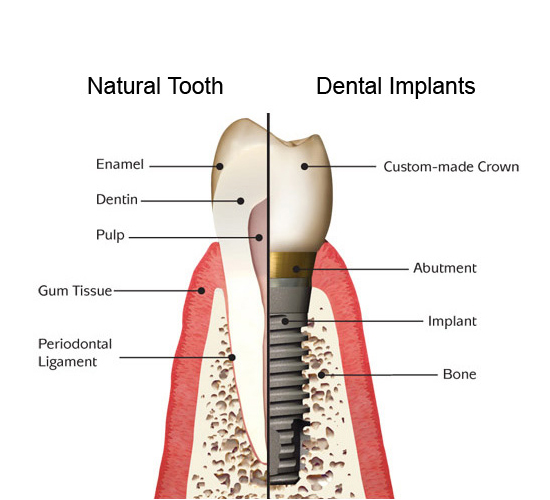 Natural Tooth
Dental Implants
Enamel
Dentin
Pulp
Gum Tissue
Periodontal
Ligament
Custom-made Crown
Abutment
Implant
Bone